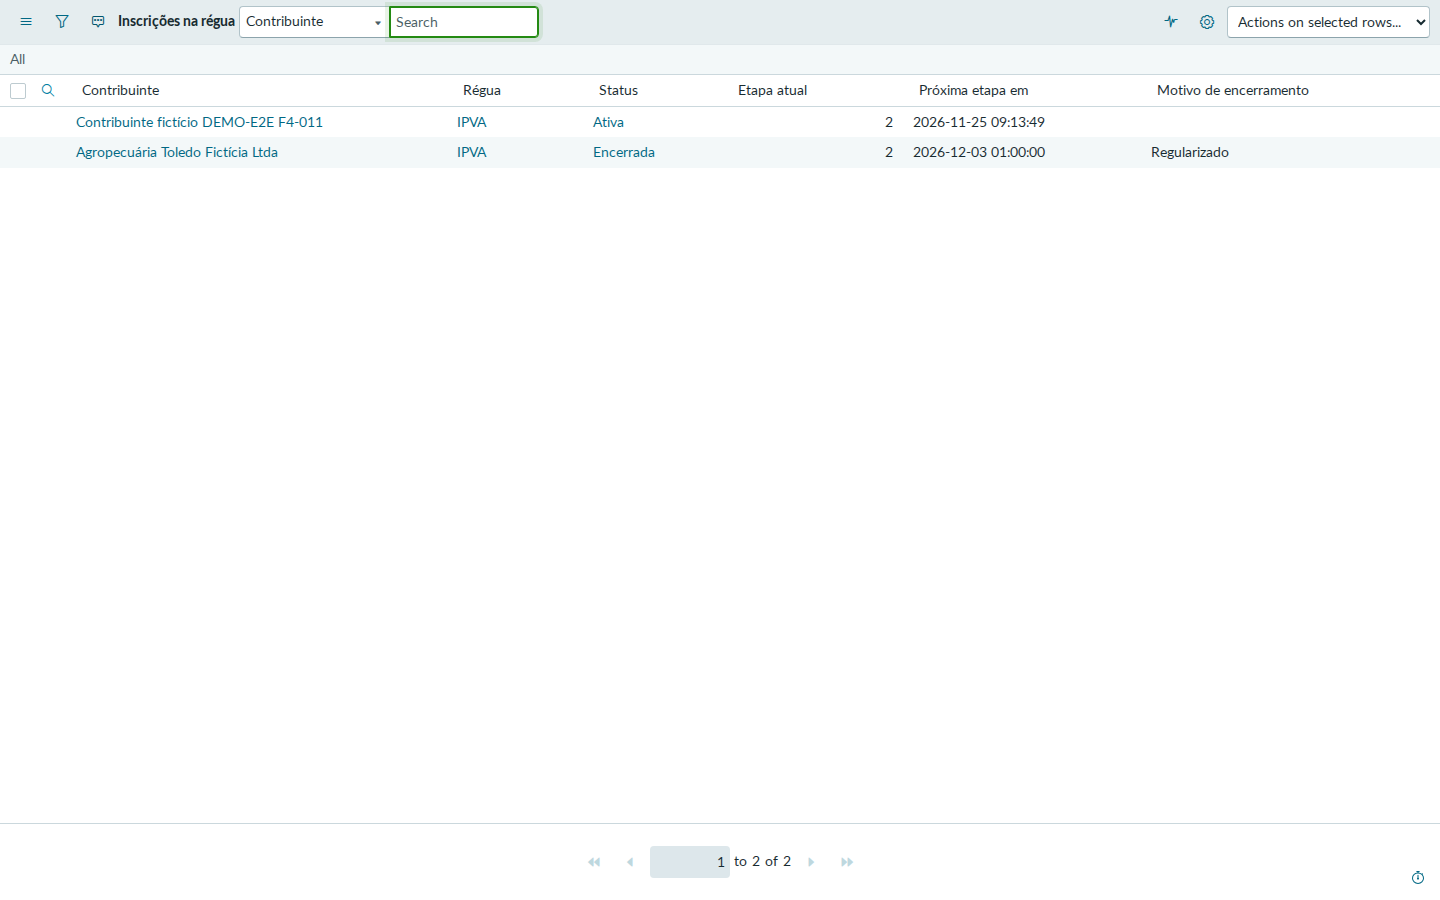 Inscrições na régua Contribuinte Search Actions on selected rows...
All
Contribuinte Régua Status Etapa atual Próxima etapa em Motivo de encerramento
Contribuinte fictício DEMO-E2E F4-011 IPVA Ativa 2 2026-11-25 09:13:49
Agropecuária Toledo Fictícia Ltda IPVA Encerrada 2 2026-12-03 01:00:00 Regularizado
1 to 2 of 2